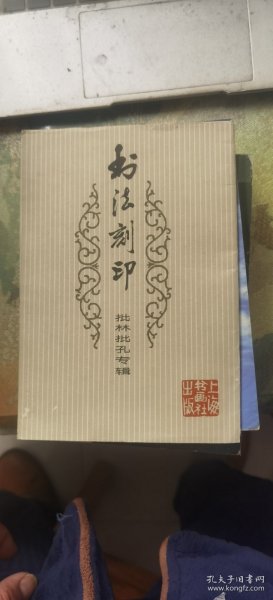 书法刻印
批林批孔专辑
上海
书画社
出版
孔夫子旧书网